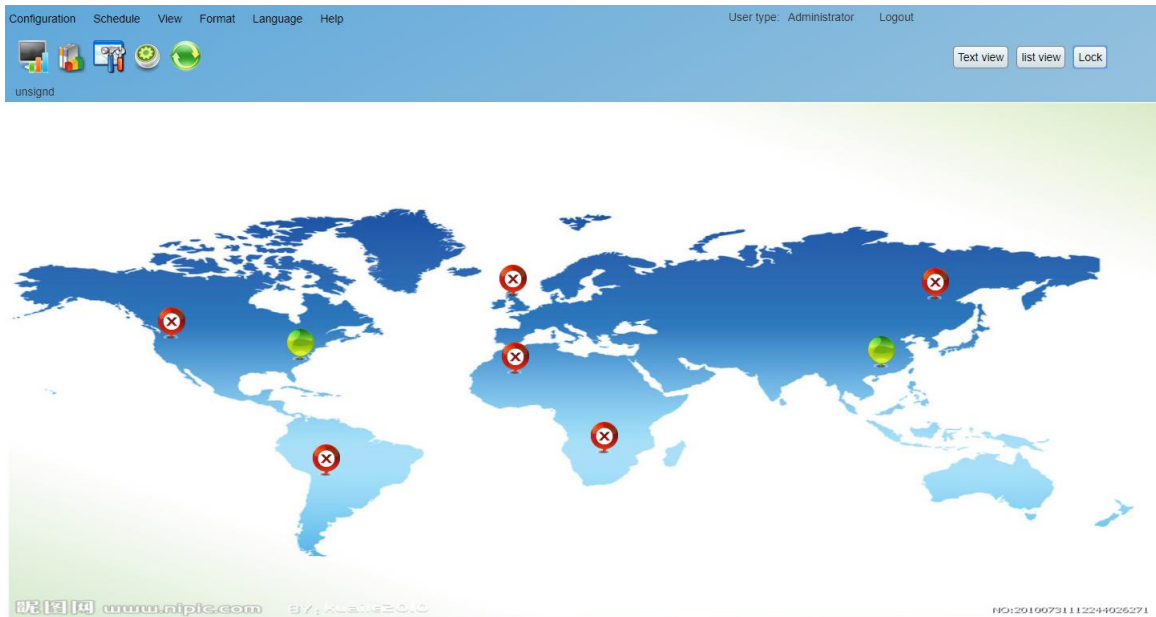 Configuration Schedule View Format Language Help
User type: Administrator Logout
Text view list view Lock
unsignd
昵图网 www.nipic.com BY:
NO:20100731112244026271